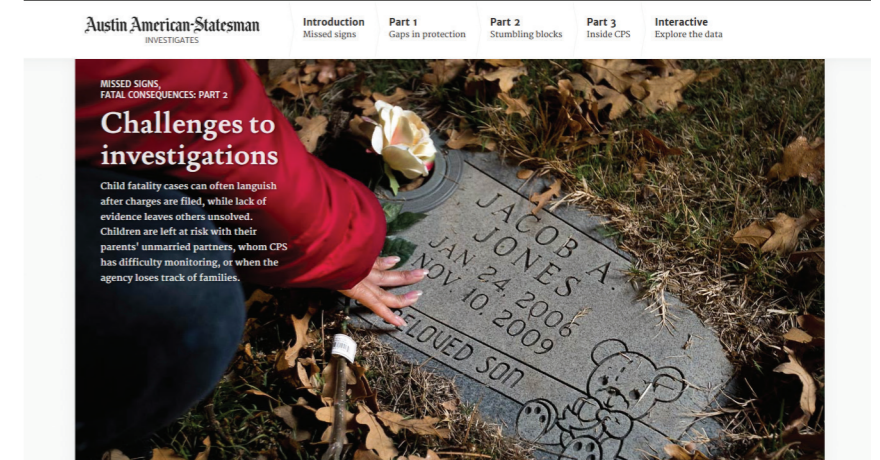 Austin American-Statesman
INVESTIGATES
Introduction
Missed signs
Part 1
Gaps in protection
Part 2
Stumbling blocks
Part 3
Inside CPS
Interactive
Explore the data
MISSED SIGNS,
FATAL CONSEQUENCES: PART 2
Challenges to
investigations
Child fatality cases can often languish
after charges are filed, while lack of
evidence leaves others unsolved.
Children are left at risk with their
parents' unmarried partners, whom CPS
has difficulty monitoring, or when the
agency loses track of families.
JACOB A.
JONES
JAN. 24, 2006
NOV. 10, 2009
BELOVED SON